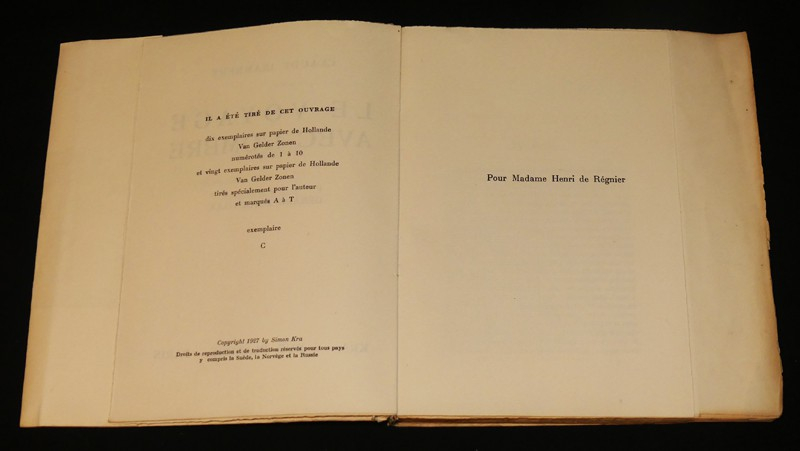 IL A ÉTÉ TIRÉ DE CET OUVRAGE
dix exemplaires sur papier de Hollande
Van Gelder Zonen
numérotés de 1 à 10
et vingt exemplaires sur papier de Hollande
Van Gelder Zonen
tirés spécialement pour l'auteur
et marqués A à T
exemplaire
C
Copyright 1927 by Simon Kra
Droits de reproduction et de traduction réservés pour tous pays
y compris la Suède, la Norvège et la Russie
Pour Madame Henri de Régnier